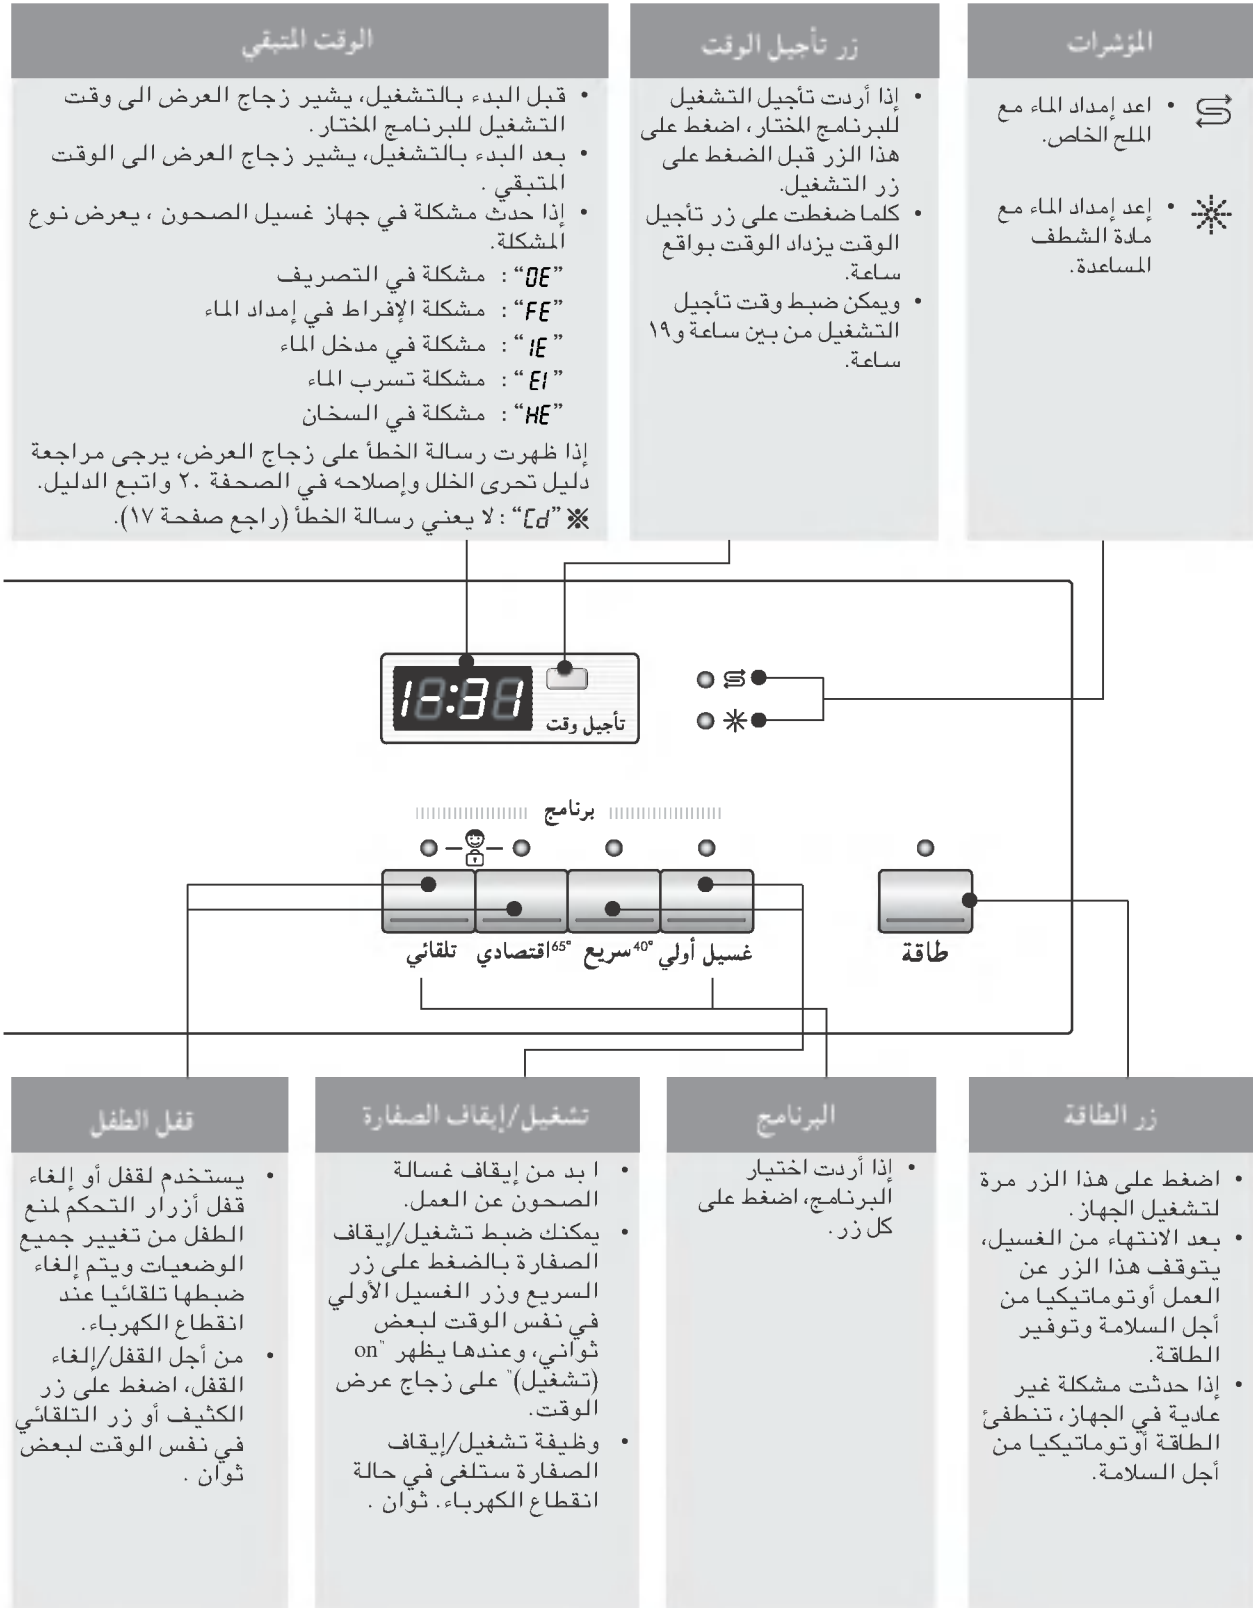 المؤشرات
• اعد إمداد الماء مع
الملح الخاص.
• إعد إمداد الماء مع
مادة الشطف
المساعدة.
زر تأجيل الوقت
• إذا أردت تأجيل التشغيل
للبرنامج المختار، اضغط على
هذا الزر قبل الضغط على
زر التشغيل.
• كلما ضغطت على زر تأجيل
الوقت يزداد الوقت بواقع
ساعة.
• ويمكن ضبط وقت تأجيل
التشغيل من بين ساعة و١٩
ساعة.
الوقت المتبقي
• قبل البدء بالتشغيل، يشير زجاج العرض الى وقت
التشغيل للبرنامج المختار.
• بعد البدء بالتشغيل، يشير زجاج العرض الى الوقت
المتبقي .
• إذا حدث مشكلة في جهاز غسيل الصحون ، يعرض نوع
المشكلة.
”OE“ : مشكلة في التصريف
”FE“ : مشكلة الإفراط في إمداد الماء
”IE“ : مشكلة في مدخل الماء
”E1“ : مشكلة تسرب الماء
”HE“ : مشكلة في السخان
إذا ظهرت رسالة الخطأ على زجاج العرض، يرجى مراجعة
دليل تحرى الخلل وإصلاحه في الصحفة ٢٠ واتبع الدليل.
※ ”Cd“ : لا يعني رسالة الخطأ (راجع صفحة ١٧).
1-:31
تأجيل وقت
برنامج
طاقة
غسيل أولي
سريع 40°
اقتصادي 65°
تلقائي
زر الطاقة
• اضغط على هذا الزر مرة
لتشغيل الجهاز.
• بعد الانتهاء من الغسيل،
يتوقف هذا الزر عن
العمل أوتوماتيكيا من
أجل السلامة وتوفير
الطاقة.
• إذا حدثت مشكلة غير
عادية في الجهاز، تنطفئ
الطاقة أوتوماتيكيا من
أجل السلامة.
البرنامج
• إذا أردت اختيار
البرنامج، اضغط على
كل زر.
تشغيل/إيقاف الصفارة
• ا بد من إيقاف غسالة
الصحون عن العمل.
• يمكنك ضبط تشغيل/إيقاف
الصفارة بالضغط على زر
السريع وزر الغسيل الأولي
في نفس الوقت لبعض
ثواني، وعندها يظهر "on
(تشغيل)" على زجاج عرض
الوقت.
• وظيفة تشغيل/إيقاف
الصفارة ستلغى في حالة
انقطاع الكهرباء. ثوان .
قفل الطفل
• يستخدم لقفل أو إلغاء
قفل أزرار التحكم لمنع
الطفل من تغيير جميع
الوضعيات ويتم إلغاء
ضبطها تلقائيا عند
انقطاع الكهرباء.
• من أجل القفل/إلغاء
القفل، اضغط على زر
الكثيف أو زر التلقائي
في نفس الوقت لبعض
ثوان .